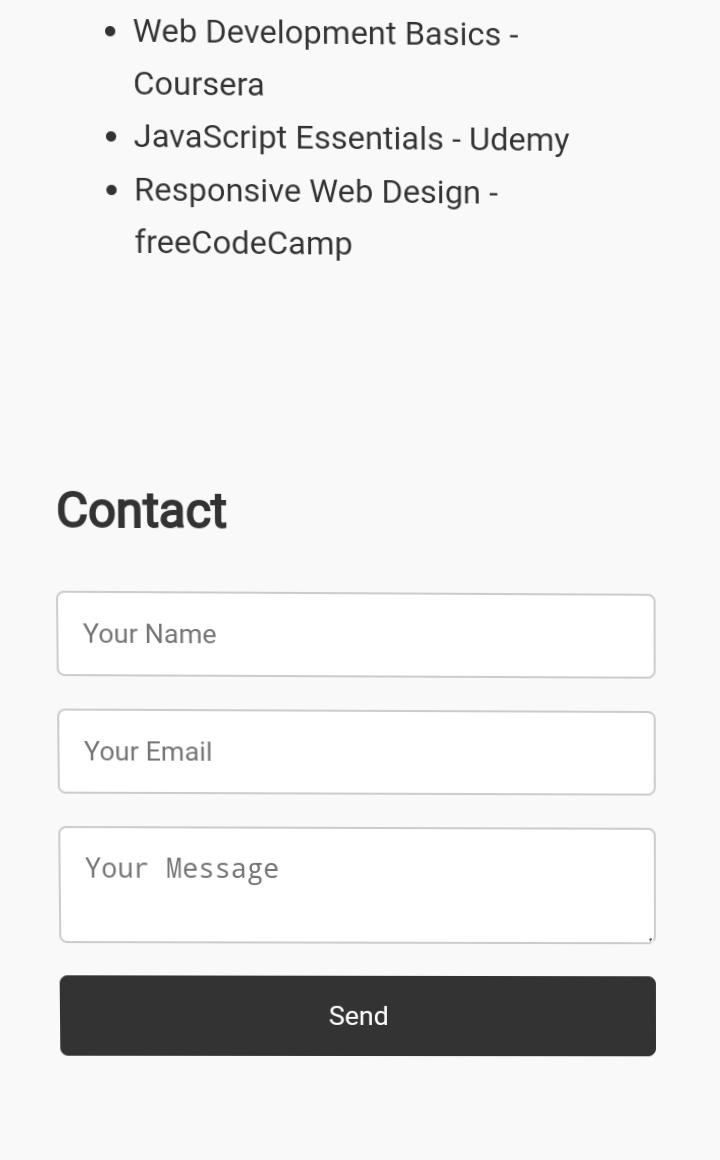 Web Development Basics -
Coursera
JavaScript Essentials - Udemy
Responsive Web Design -
freeCodeCamp
Contact
Your Name
Your Email
Your Message
Send